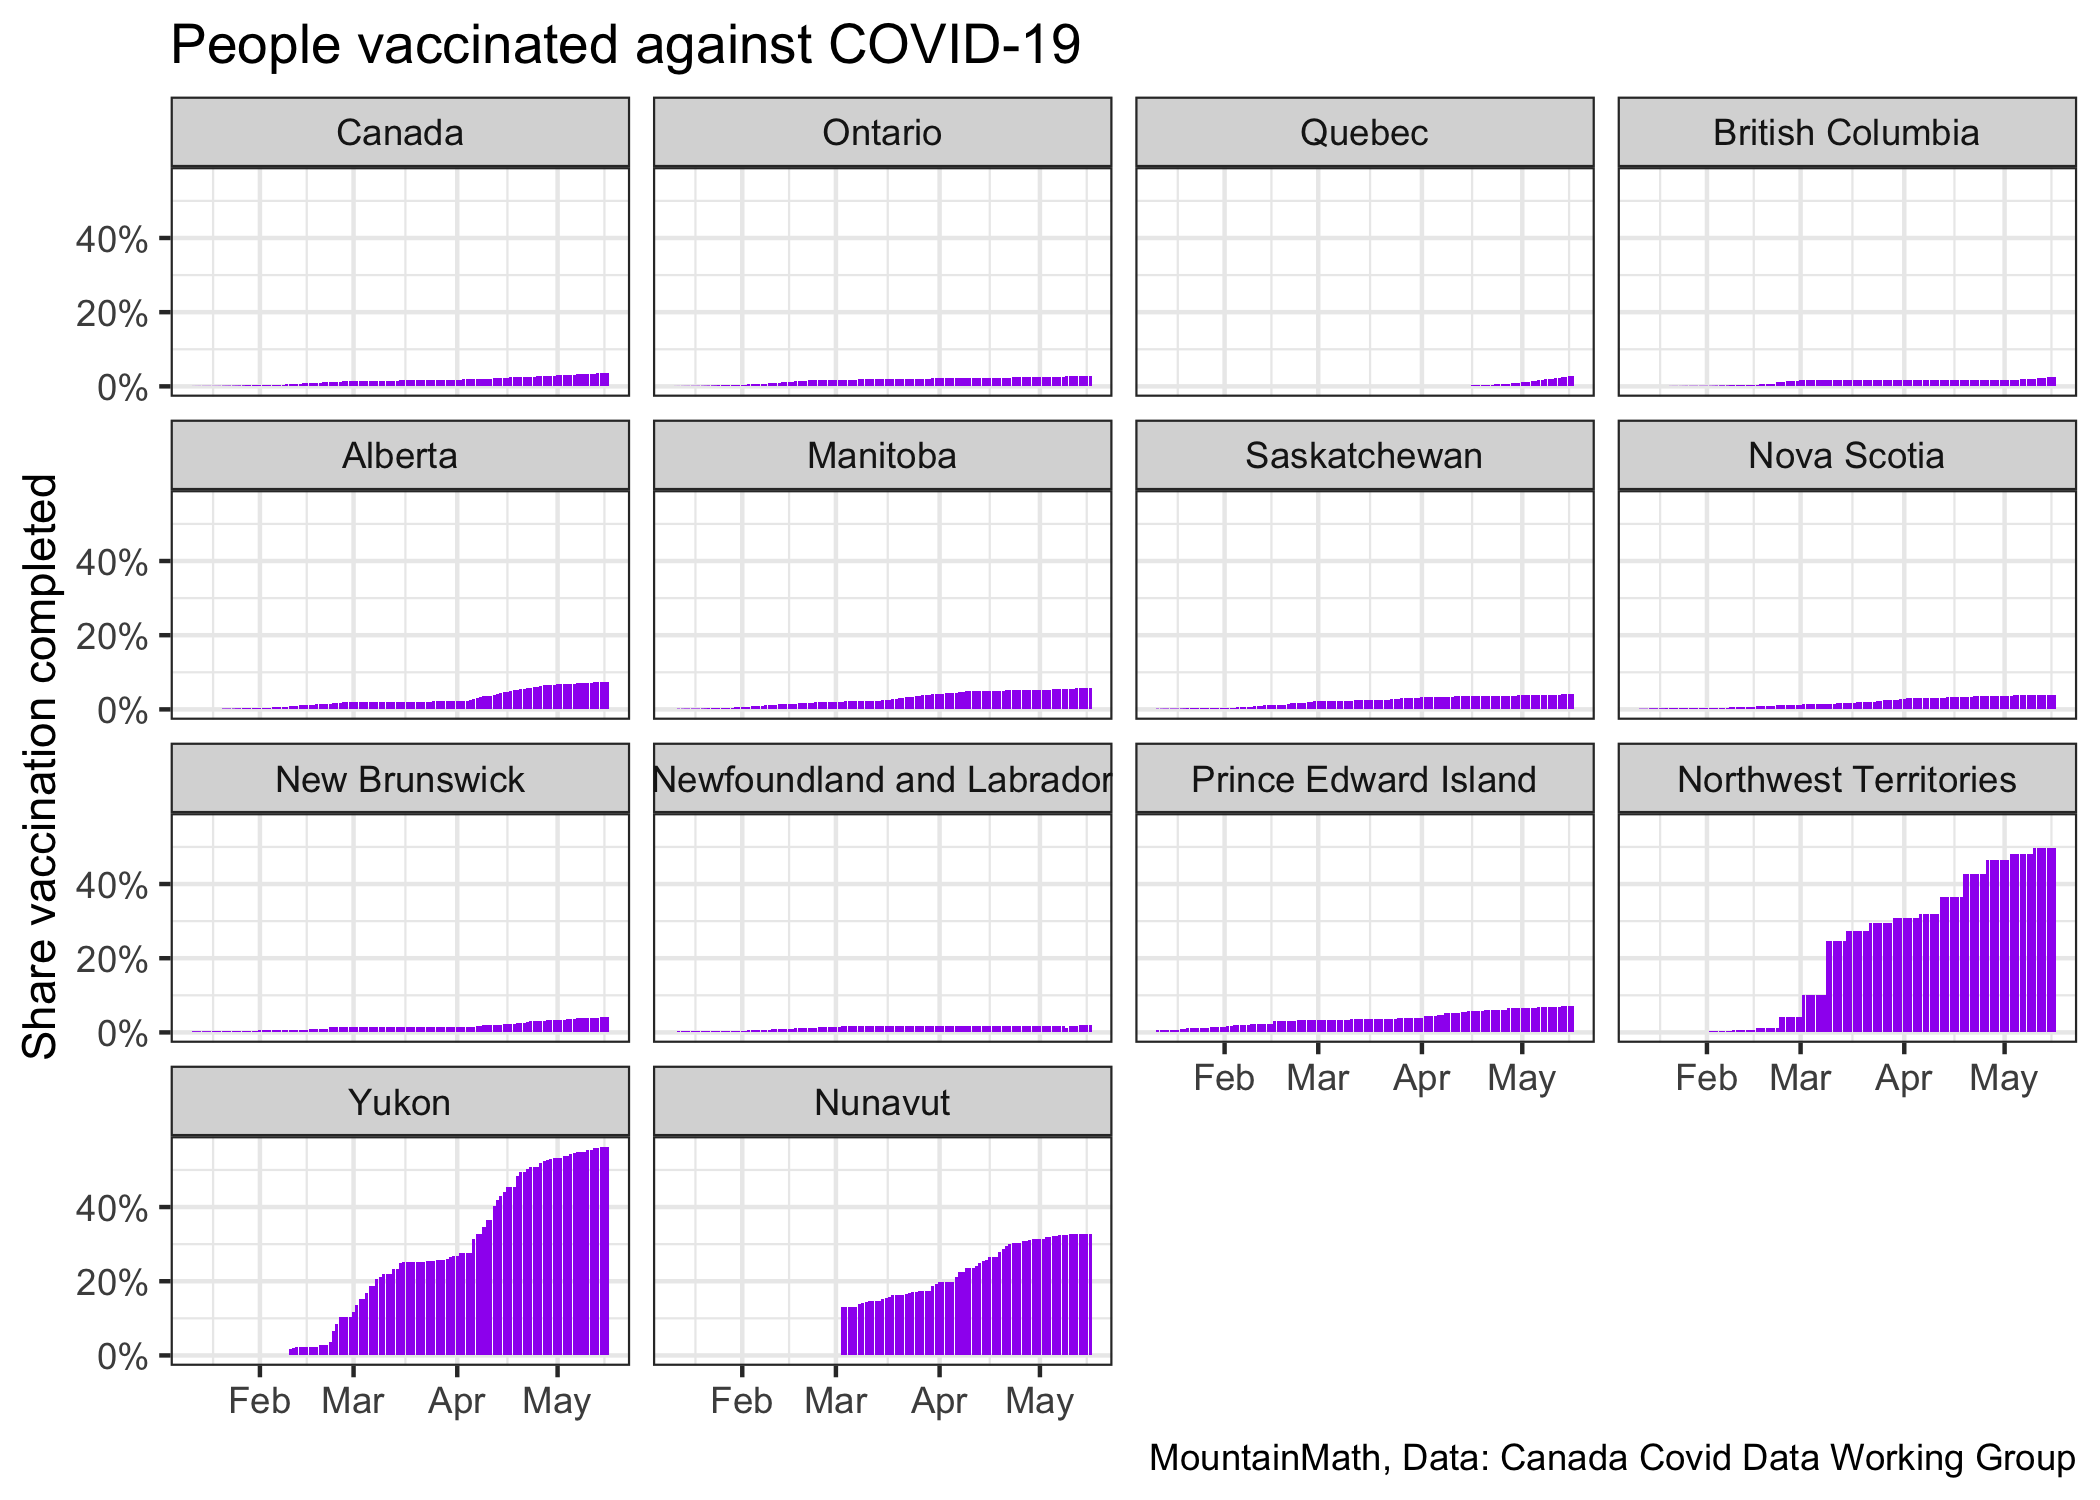 People vaccinated against COVID-19
Share vaccination completed
Canada
Ontario
Quebec
British Columbia
40%
20%
0%
Alberta
Manitoba
Saskatchewan
Nova Scotia
40%
20%
0%
New Brunswick
Newfoundland and Labrador
Prince Edward Island
Northwest Territories
40%
20%
0%
Feb Mar Apr May
Feb Mar Apr May
Yukon
Nunavut
40%
20%
0%
Feb Mar Apr May
Feb Mar Apr May
MountainMath, Data: Canada Covid Data Working Group